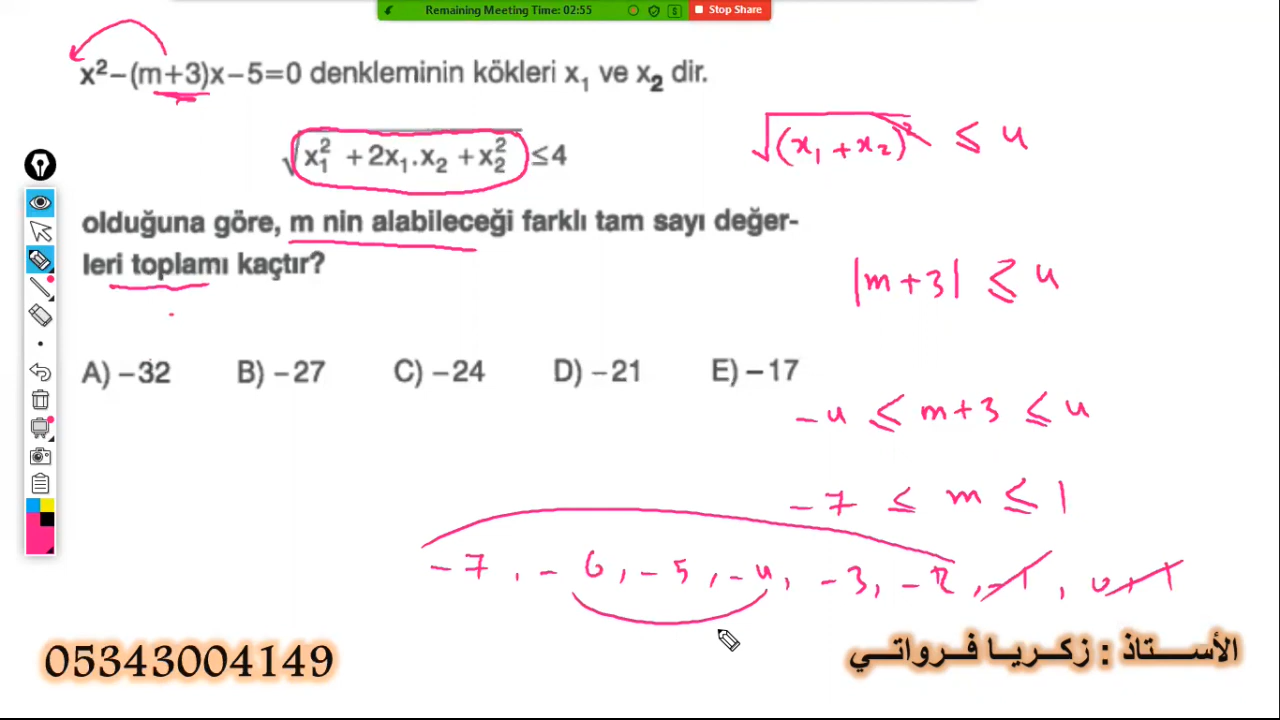 Remaining Meeting Time: 02:55 Stop Share
x²-(m+3)x-5=0 denkleminin kökleri x₁ ve x₂ dir.
√(x₁² + 2x₁.x₂ + x₂²) ≤ 4
olduğuna göre, m nin alabileceği farklı tam sayı değer-
leri toplamı kaçtır?
A) -32 B) -27 C) -24 D) -21 E) -17
√(x₁ + x₂)² ≤ 4
|m+3| ≤ 4
-4 ≤ m+3 ≤ 4
-7 ≤ m ≤ 1
-7, -6, -5, -4, -3, -2, -1, 0, +1
05343004149
الأستاذ : زكريا فرواتي